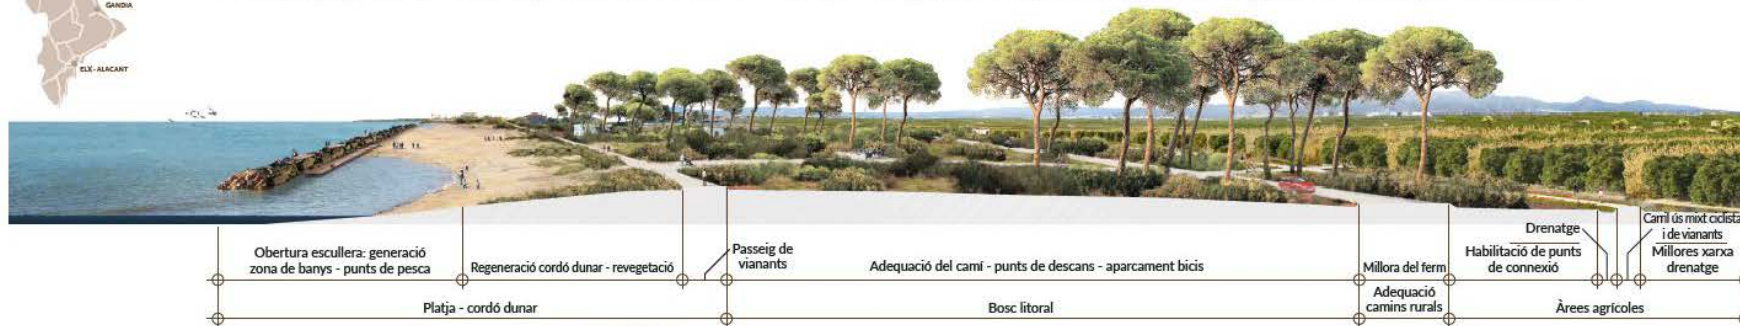 GANDIA
ELX - ALACANT
Obertura escullera: generació
zona de banys - punts de pesca
Regeneració cordó dunar - revegetació
Passeig de
vianants
Adequació del camí - punts de descans - aparcament bicis
Millora del ferm
Drenatge
Habilitació de punts
de connexió
Carril ús mixt ciclista
i de vianants
Millores xarxa
drenatge
Platja - cordó dunar
Bosc litoral
Adequació
camins rurals
Àrees agrícoles